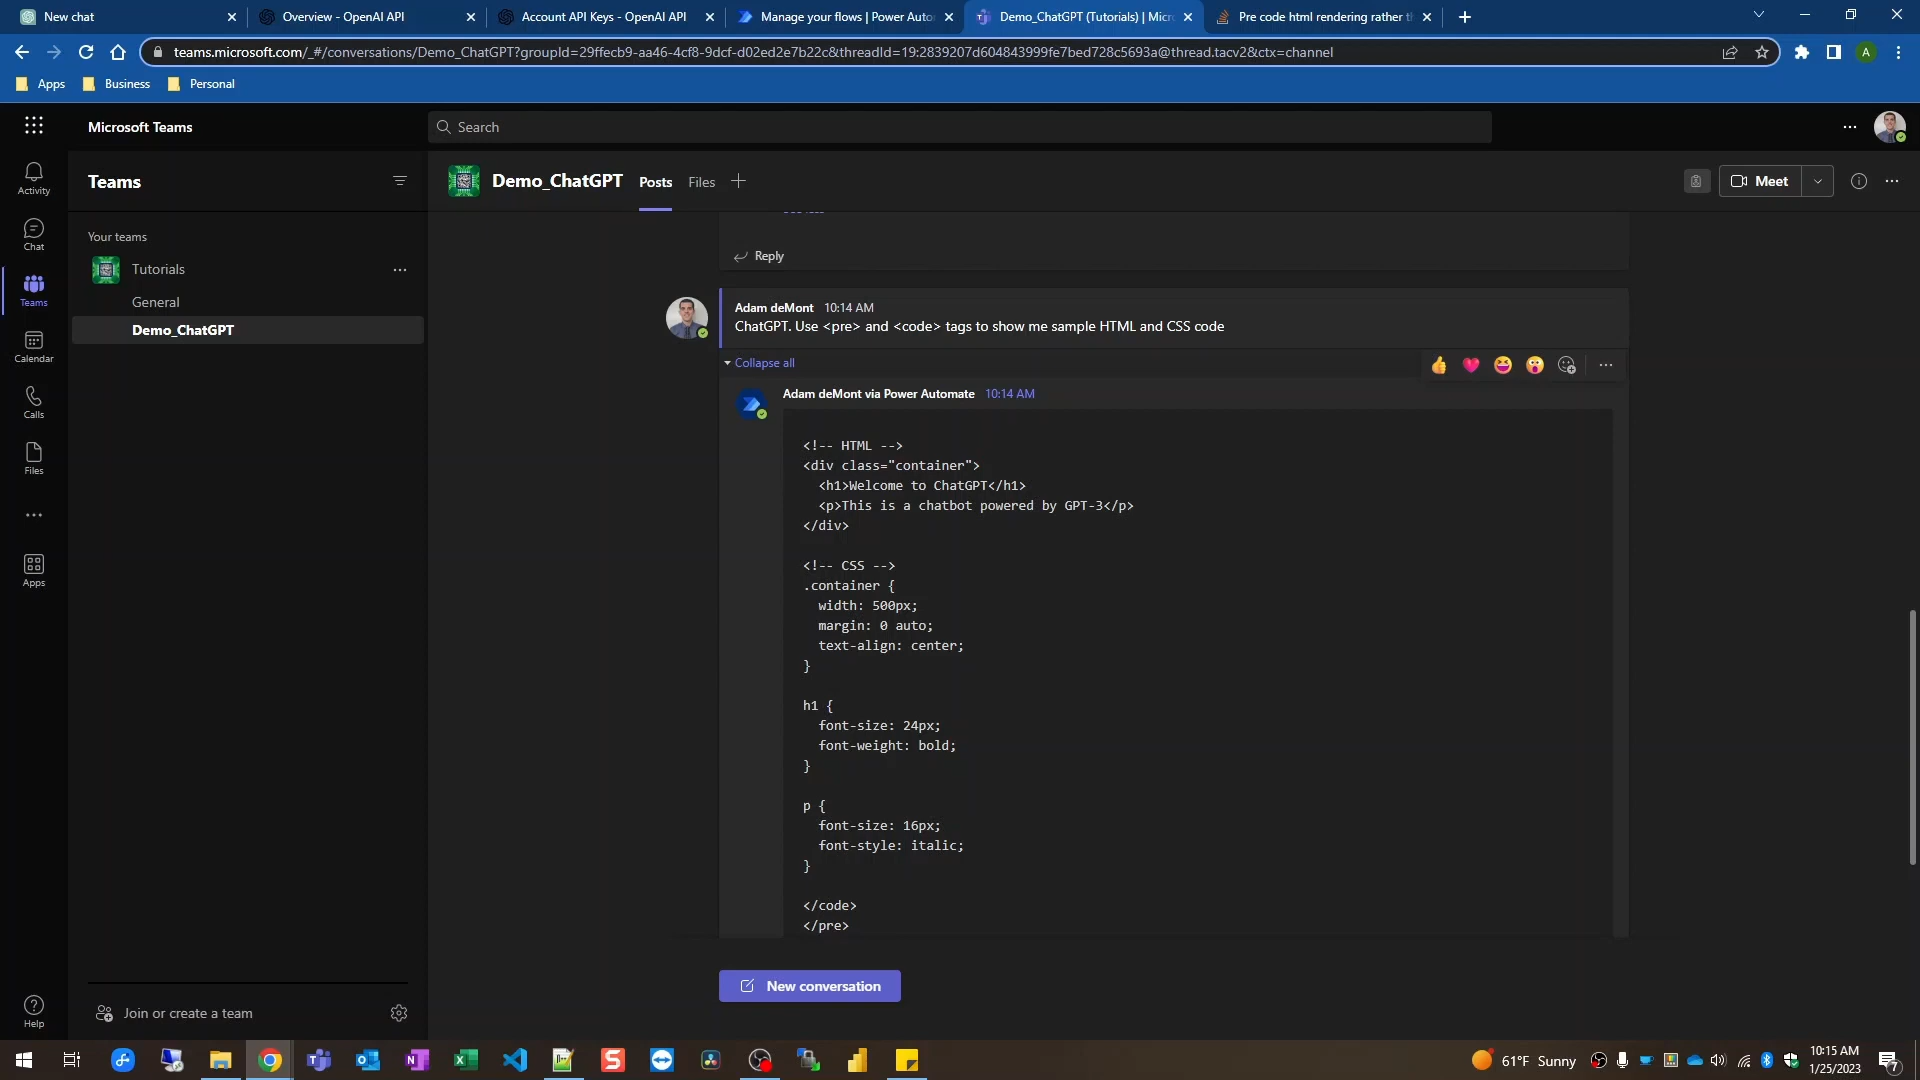 New chat
Overview - OpenAI API
Account API Keys - OpenAI API
Manage your flows | Power Auto
Demo_ChatGPT (Tutorials) | Micr
Pre code html rendering rather t
teams.microsoft.com/_#/conversations/Demo_ChatGPT?groupId=29ffecb9-aa46-4cf8-9dcf-d02ed2e7b22c&threadId=19:2839207d604843999fe7bed728c5693a@thread.tacv2&ctx=channel
A
Apps
Business
Personal
Microsoft Teams
Search
Activity
Chat
Teams
Calendar
Calls
Files
Apps
Help
Teams
Your teams
Tutorials
General
Demo_ChatGPT
Join or create a team
Demo_ChatGPT
Posts
Files
Meet
Reply
Adam deMont 10:14 AM
ChatGPT. Use <pre> and <code> tags to show me sample HTML and CSS code
Collapse all
Adam deMont via Power Automate 10:14 AM
<!-- HTML -->
<div class="container">
  <h1>Welcome to ChatGPT</h1>
  <p>This is a chatbot powered by GPT-3</p>
</div>
<!-- CSS -->
.container {
  width: 500px;
  margin: 0 auto;
  text-align: center;
}
h1 {
  font-size: 24px;
  font-weight: bold;
}
p {
  font-size: 16px;
  font-style: italic;
}
</code>
</pre>
New conversation
61°F Sunny
10:15 AM
1/25/2023
7